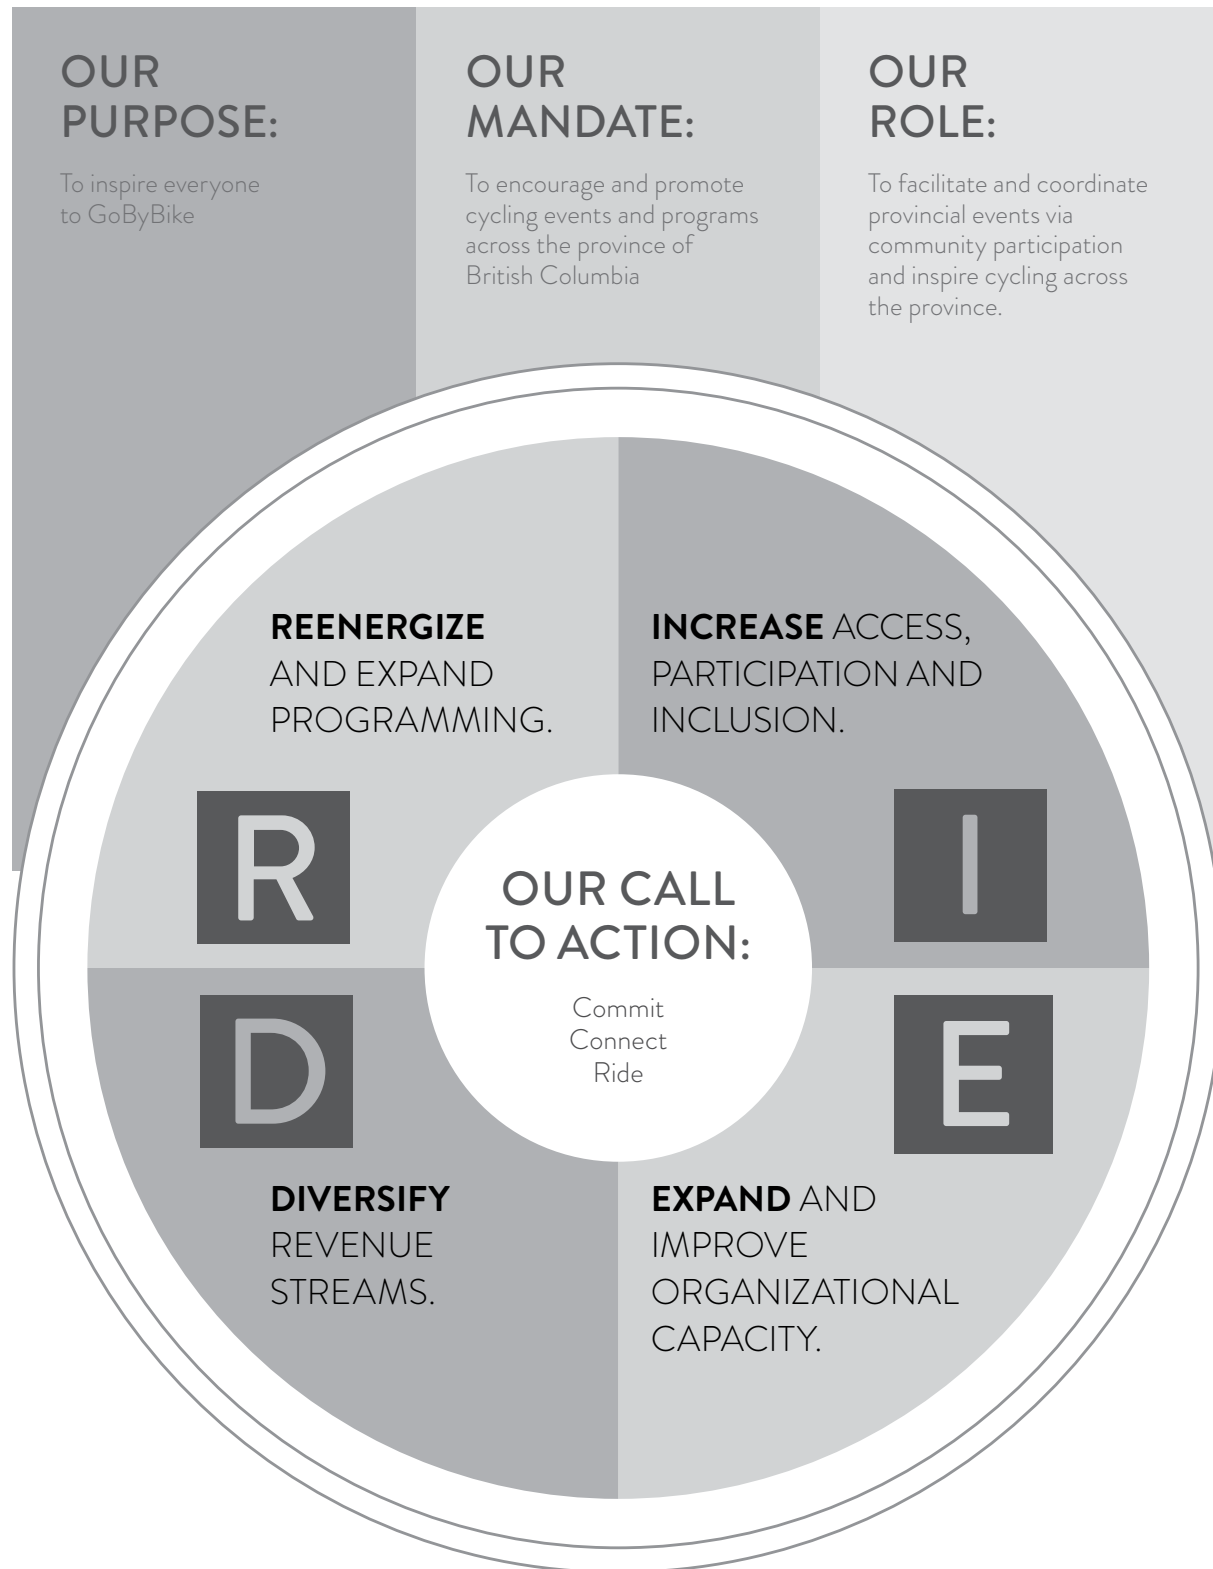 OUR
PURPOSE:
To inspire everyone
to GoByBike
OUR
MANDATE:
To encourage and promote
cycling events and programs
across the province of
British Columbia
OUR
ROLE:
To facilitate and coordinate
provincial events via
community participation
and inspire cycling across
the province.
REENERGIZE
AND EXPAND
PROGRAMMING.
R
INCREASE ACCESS,
PARTICIPATION AND
INCLUSION.
I
OUR CALL
TO ACTION:
Commit
Connect
Ride
D
DIVERSIFY
REVENUE
STREAMS.
E
EXPAND AND
IMPROVE
ORGANIZATIONAL
CAPACITY.